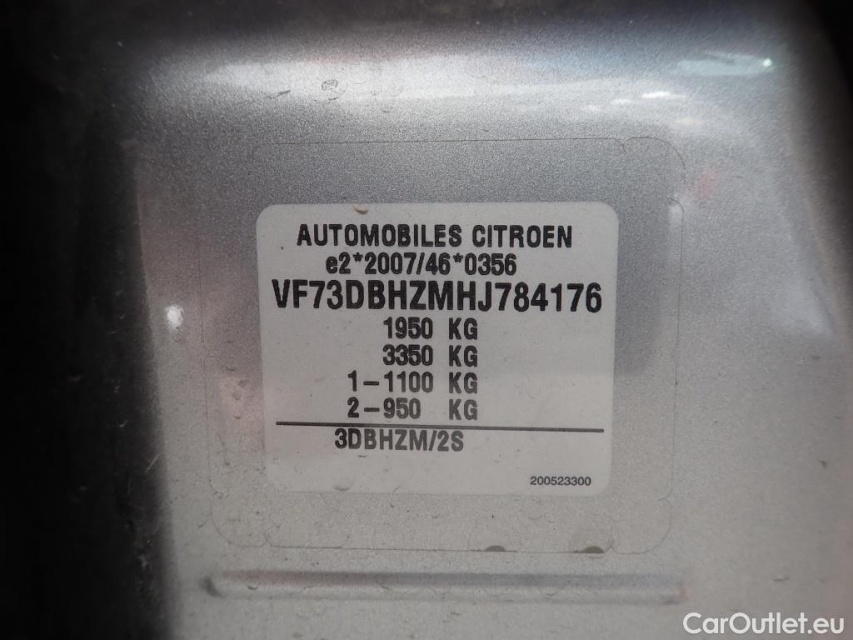 AUTOMOBILES CITROEN
e2*2007/46*0356
VF73DBHZMHJ784176
1950 KG
3350 KG
1-1100 KG
2-950 KG
3DBHZM/2S
200523300
CarOutlet.eu